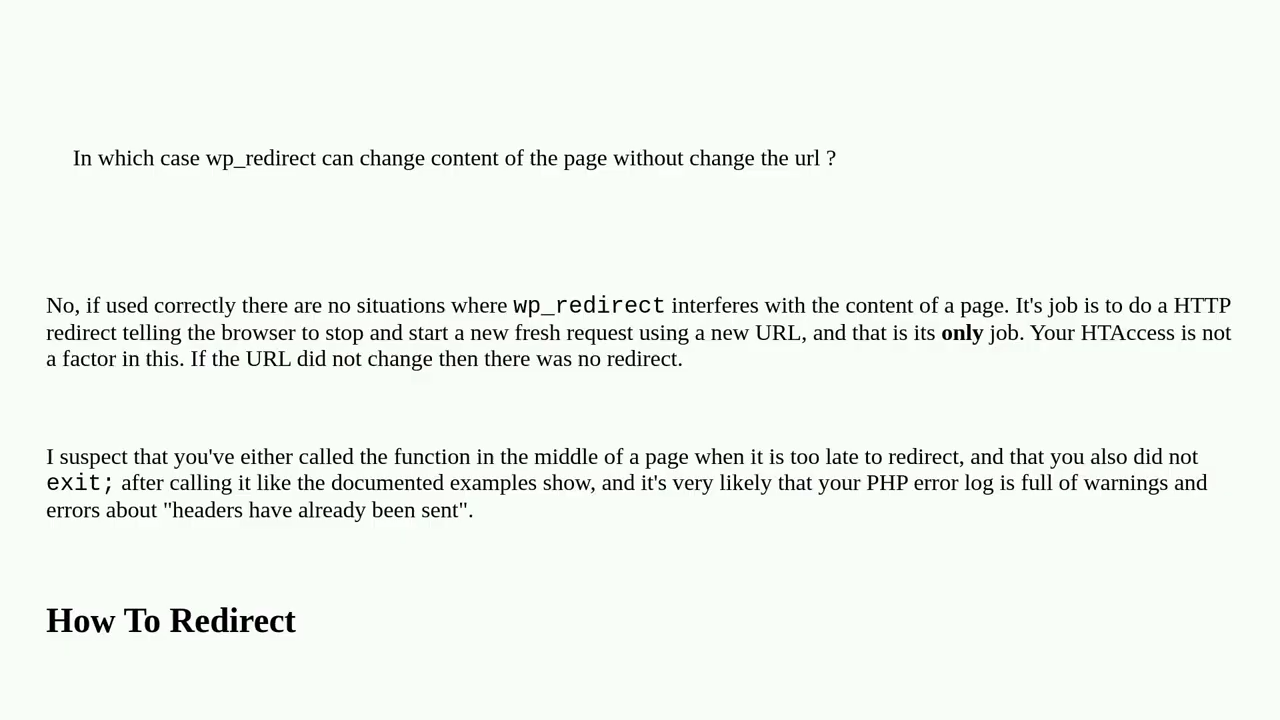 In which case wp_redirect can change content of the page without change the url ?
No, if used correctly there are no situations where wp_redirect interferes with the content of a page. It's job is to do a HTTP
redirect telling the browser to stop and start a new fresh request using a new URL, and that is its only job. Your HTAccess is not
a factor in this. If the URL did not change then there was no redirect.
I suspect that you've either called the function in the middle of a page when it is too late to redirect, and that you also did not
exit; after calling it like the documented examples show, and it's very likely that your PHP error log is full of warnings and
errors about "headers have already been sent".
How To Redirect